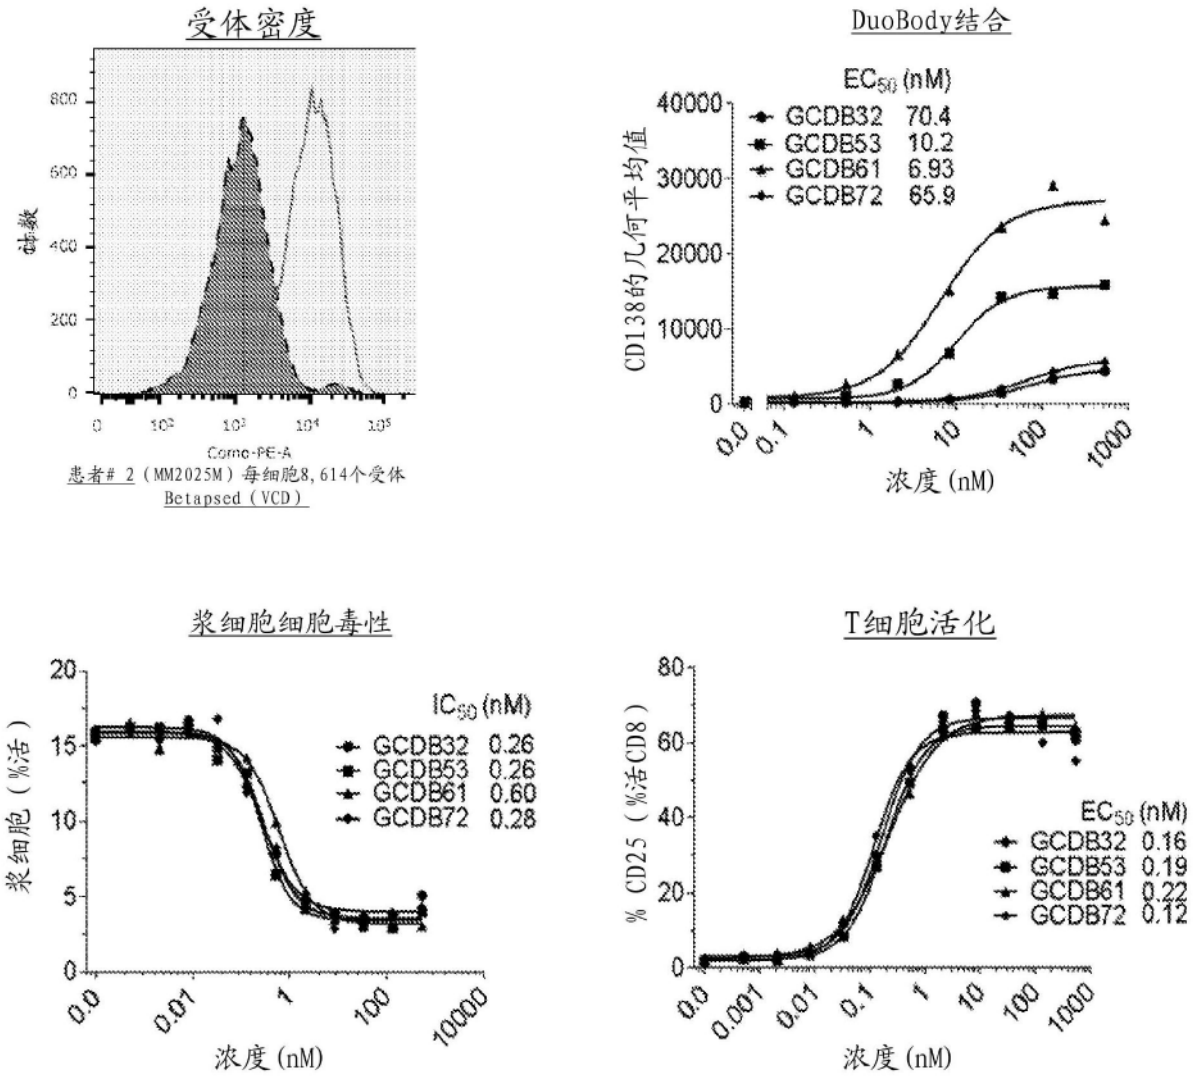 受体密度
800
600
400
200
0
0 10² 10³ 10⁴ 10⁵
Como-PE-A
患者# 2 (MM2025M) 每细胞8,614个受体
Betapsed (VCD)
DuoBody结合
CD138的几何平均值
EC50 (nM)
GCDB32 70.4
GCDB53 10.2
GCDB61 6.93
GCDB72 65.9
40000
30000
20000
10000
0
0.0 0.1 1 10 100 1000
浓度 (nM)
浆细胞细胞毒性
浆细胞 (%活)
IC50 (nM)
GCDB32 0.26
GCDB53 0.26
GCDB61 0.60
GCDB72 0.28
20
15
10
5
0
0.0 0.01 1 100 10000
浓度 (nM)
T细胞活化
% CD25 (%活CD8)
80
60
40
20
0
EC50 (nM)
GCDB32 0.16
GCDB53 0.19
GCDB61 0.22
GCDB72 0.12
0.0 0.001 0.01 0.1 1 10 100 1000
浓度 (nM)